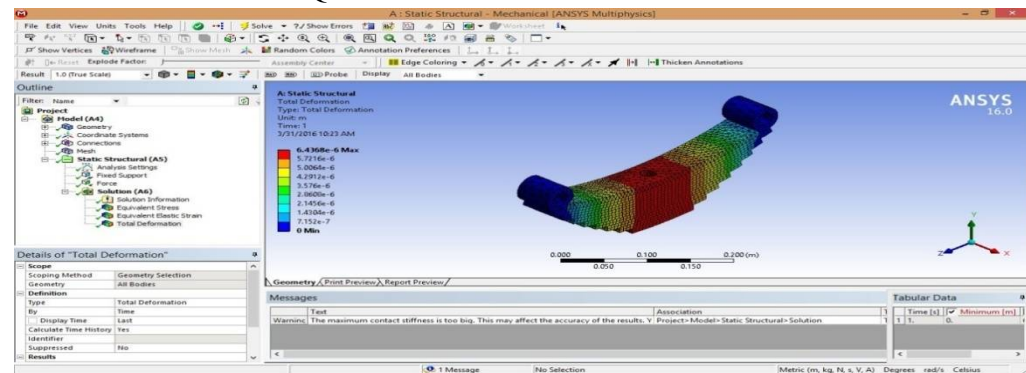 Q
A : Static Structural - Mechanical [ANSYS Multiphysics]
File Edit View Units Tools Help Solve ?/ Show Errors Worksheet
Show Vertices Wireframe Show Mesh Random Colors Annotation Preferences
Reset Explode Factor: Assembly Center Edge Coloring Thicken Annotations
Result 1.0 (True Scale) Probe Display All Bodies
Outline
Filter: Name
Project
Model (A4)
Geometry
Coordinate Systems
Connections
Mesh
Static Structural (A5)
Analysis Settings
Fixed Support
Force
Solution (A6)
Solution Information
Equivalent Stress
Equivalent Elastic Strain
Total Deformation
A: Static Structural
Total Deformation
Type: Total Deformation
Unit: m
Time: 1
3/31/2016 10:23 AM
6.4368e-6 Max
5.7216e-6
5.0064e-6
4.2912e-6
3.576e-6
2.8608e-6
2.1456e-6
1.4304e-6
7.152e-7
0 Min
ANSYS
16.0
0.000 0.100 0.200 (m)
0.050 0.150
Y
Z X
Geometry Print Preview Report Preview
Details of "Total Deformation"
Scope
Scoping Method Geometry Selection
Geometry All Bodies
Definition
Type Total Deformation
By Time
Display Time Last
Calculate Time History Yes
Identifier
Suppressed No
Results
Messages
Text Association
Warning The maximum contact stiffness is too big. This may affect the accuracy of the results. Y Project>Model>Static Structural>Solution
Tabular Data
Time [s] Minimum [m]
1 1. 0.
1 Message No Selection Metric (m, kg, N, s, V, A) Degrees rad/s Celsius